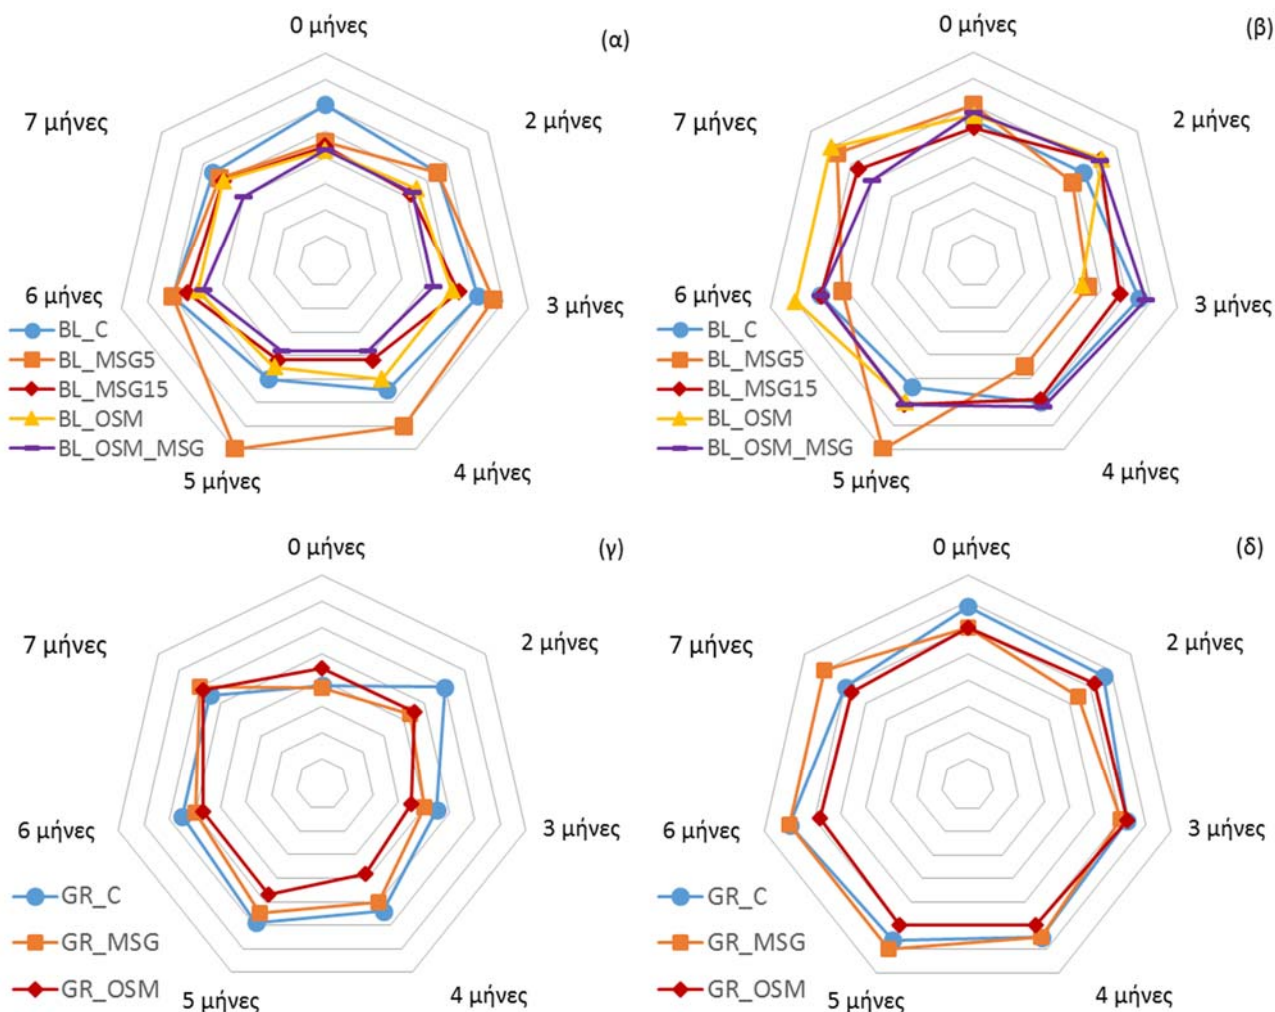 0 μήνες
(α)
2 μήνες
3 μήνες
4 μήνες
5 μήνες
6 μήνες
7 μήνες
BL_C
BL_MSG5
BL_MSG15
BL_OSM
BL_OSM_MSG
0 μήνες
(β)
2 μήνες
3 μήνες
4 μήνες
5 μήνες
6 μήνες
7 μήνες
BL_C
BL_MSG5
BL_MSG15
BL_OSM
BL_OSM_MSG
0 μήνες
(γ)
2 μήνες
3 μήνες
4 μήνες
5 μήνες
6 μήνες
7 μήνες
GR_C
GR_MSG
GR_OSM
0 μήνες
(δ)
2 μήνες
3 μήνες
4 μήνες
5 μήνες
6 μήνες
7 μήνες
GR_C
GR_MSG
GR_OSM